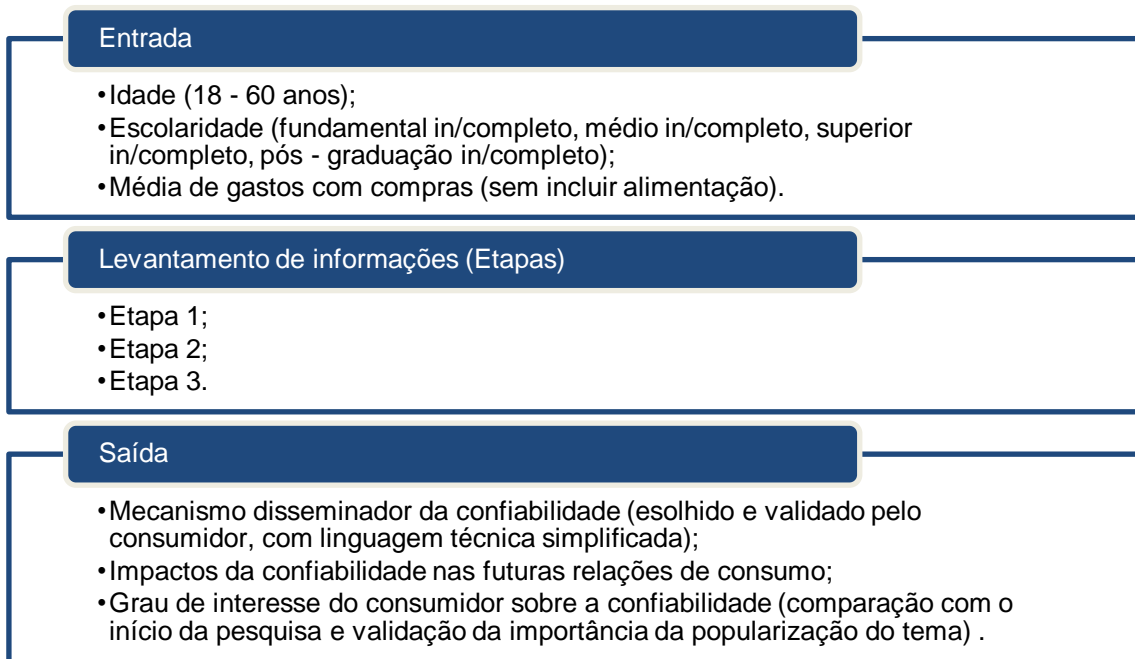 Entrada
•Idade (18 - 60 anos);
•Escolaridade (fundamental in/completo, médio in/completo, superior
in/completo, pós - graduação in/completo);
•Média de gastos com compras (sem incluir alimentação).
Levantamento de informações (Etapas)
•Etapa 1;
•Etapa 2;
•Etapa 3.
Saída
•Mecanismo disseminador da confiabilidade (esolhido e validado pelo
consumidor, com linguagem técnica simplificada);
•Impactos da confiabilidade nas futuras relações de consumo;
•Grau de interesse do consumidor sobre a confiabilidade (comparação com o
início da pesquisa e validação da importância da popularização do tema) .